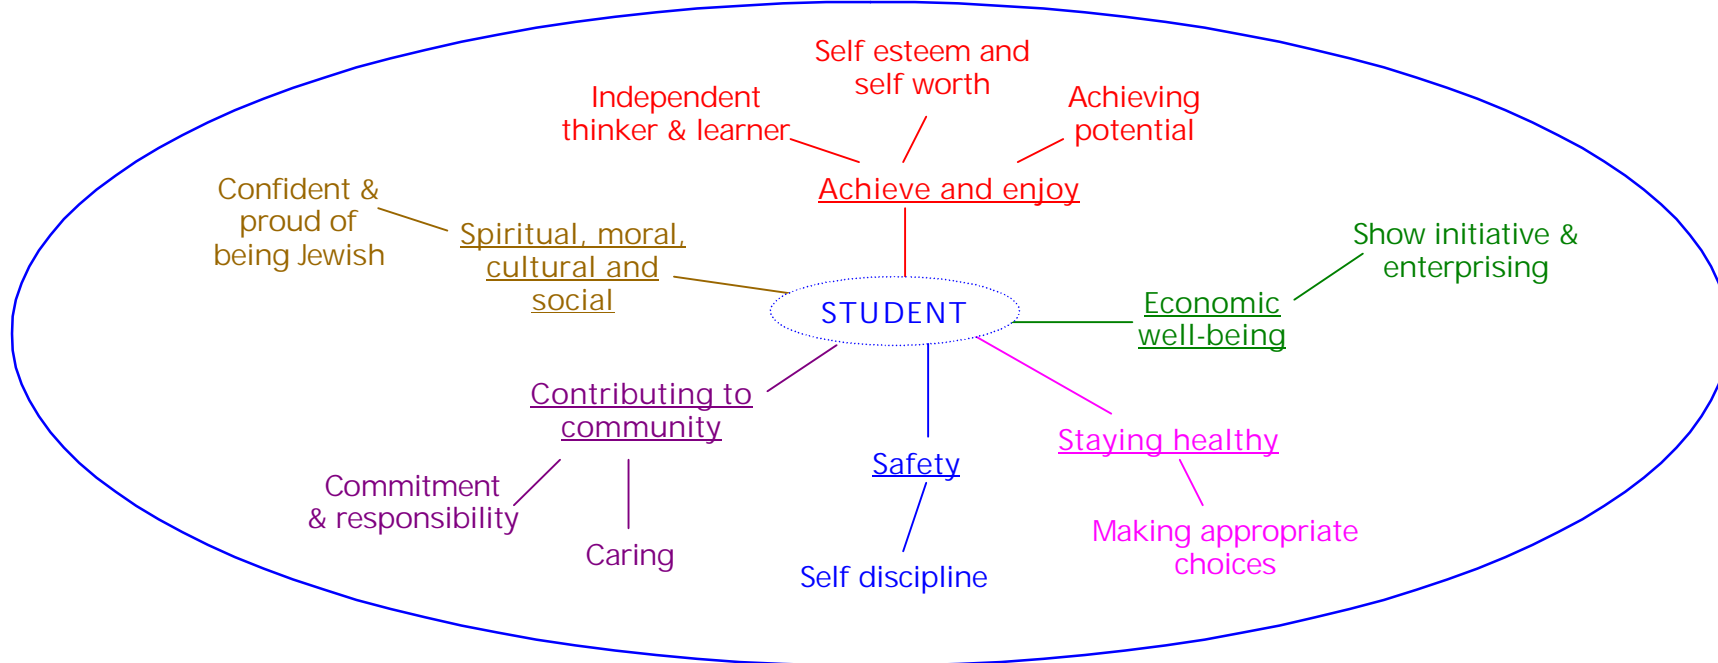 Self esteem and
self worth
Independent
thinker & learner
Achieving
potential
Achieve and enjoy
Confident &
proud of
being Jewish
Spiritual, moral,
cultural and
social
Show initiative &
enterprising
Economic
well-being
STUDENT
Contributing to
community
Commitment
& responsibility
Caring
Safety
Self discipline
Staying healthy
Making appropriate
choices